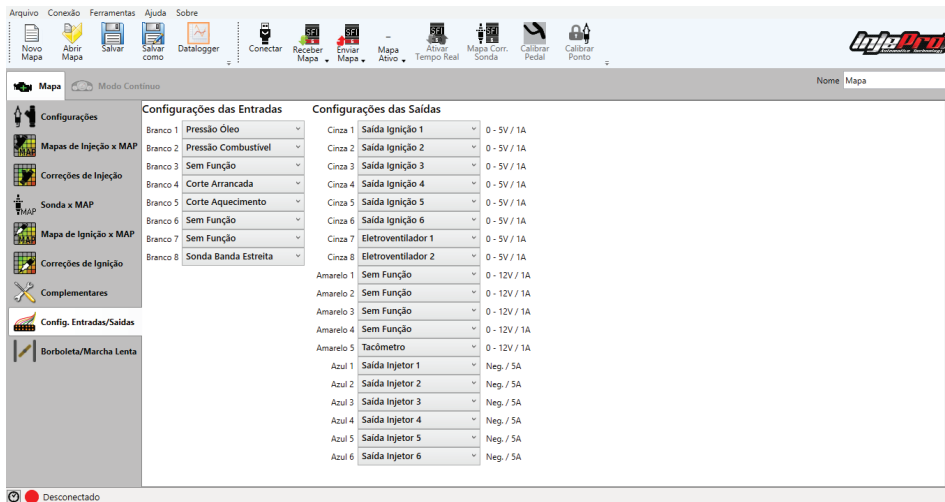 Arquivo Conexão Ferramentas Ajuda Sobre
Novo Mapa
Abrir Mapa
Salvar
Salvar como
Datalogger
Conectar
SFI
Receber Mapa
SFI
Enviar Mapa
Mapa Ativo
SFI
Ativar Tempo Real
Mapa Corr. Sonda
Calibrar Pedal
Calibrar Ponto
InjePro
Mapa
Modo Contínuo
Nome Mapa
Configurações
Mapas de Injeção x MAP
Correções de Injeção
Sonda x MAP
Mapa de Ignição x MAP
Correções de Ignição
Complementares
Config. Entradas/Saidas
Borboleta/Marcha Lenta
Configurações das Entradas
Branco 1 Pressão Óleo
Branco 2 Pressão Combustível
Branco 3 Sem Função
Branco 4 Corte Arrancada
Branco 5 Corte Aquecimento
Branco 6 Sem Função
Branco 7 Sem Função
Branco 8 Sonda Banda Estreita
Configurações das Saídas
Cinza 1 Saída Ignição 1 0 - 5V / 1A
Cinza 2 Saída Ignição 2 0 - 5V / 1A
Cinza 3 Saída Ignição 3 0 - 5V / 1A
Cinza 4 Saída Ignição 4 0 - 5V / 1A
Cinza 5 Saída Ignição 5 0 - 5V / 1A
Cinza 6 Saída Ignição 6 0 - 5V / 1A
Cinza 7 Eletroventilador 1 0 - 5V / 1A
Cinza 8 Eletroventilador 2 0 - 5V / 1A
Amarelo 1 Sem Função 0 - 12V / 1A
Amarelo 2 Sem Função 0 - 12V / 1A
Amarelo 3 Sem Função 0 - 12V / 1A
Amarelo 4 Sem Função 0 - 12V / 1A
Amarelo 5 Tacômetro 0 - 12V / 1A
Azul 1 Saída Injetor 1 Neg. / 5A
Azul 2 Saída Injetor 2 Neg. / 5A
Azul 3 Saída Injetor 3 Neg. / 5A
Azul 4 Saída Injetor 4 Neg. / 5A
Azul 5 Saída Injetor 5 Neg. / 5A
Azul 6 Saída Injetor 6 Neg. / 5A
Desconectado